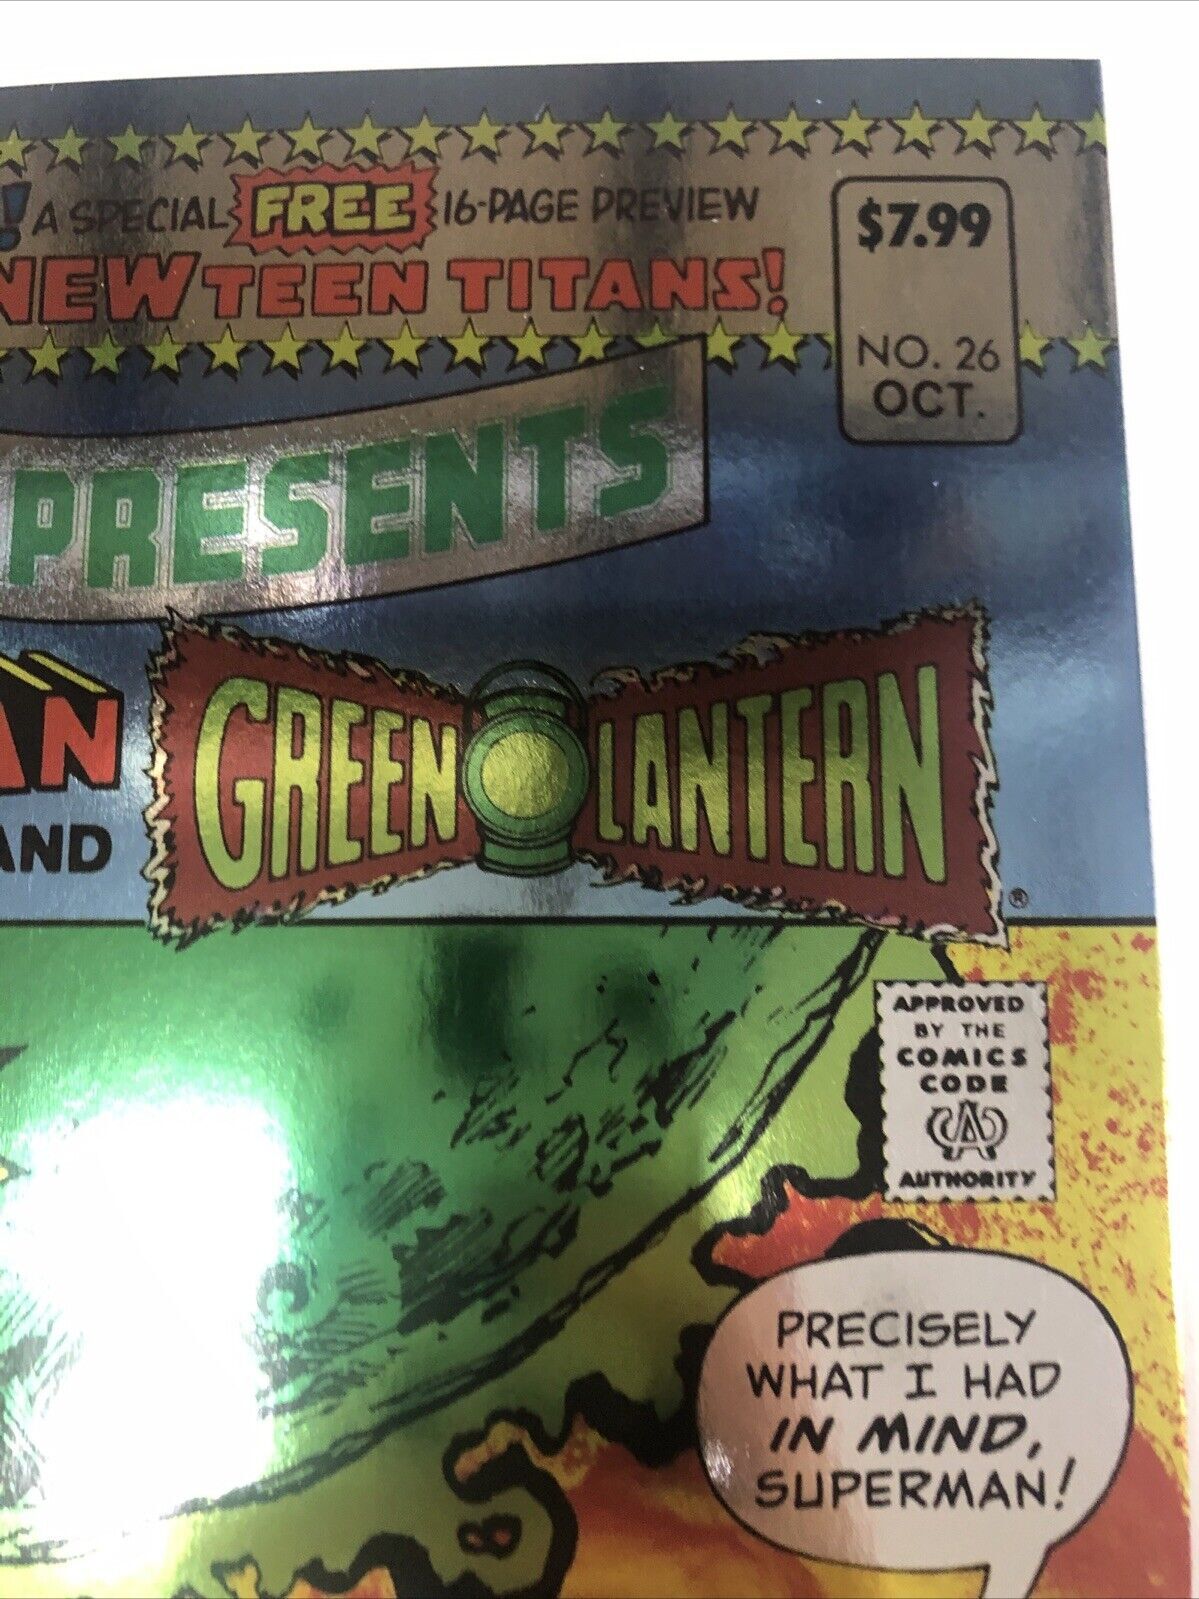 ! A SPECIAL FREE 16-PAGE PREVIEW
NEW TEEN TITANS!
$7.99
NO. 26
OCT.
PRESENTS
AN
AND
GREEN LANTERN
®
APPROVED
BY THE
COMICS
CODE
CA
AUTHORITY
PRECISELY
WHAT I HAD
IN MIND,
SUPERMAN!